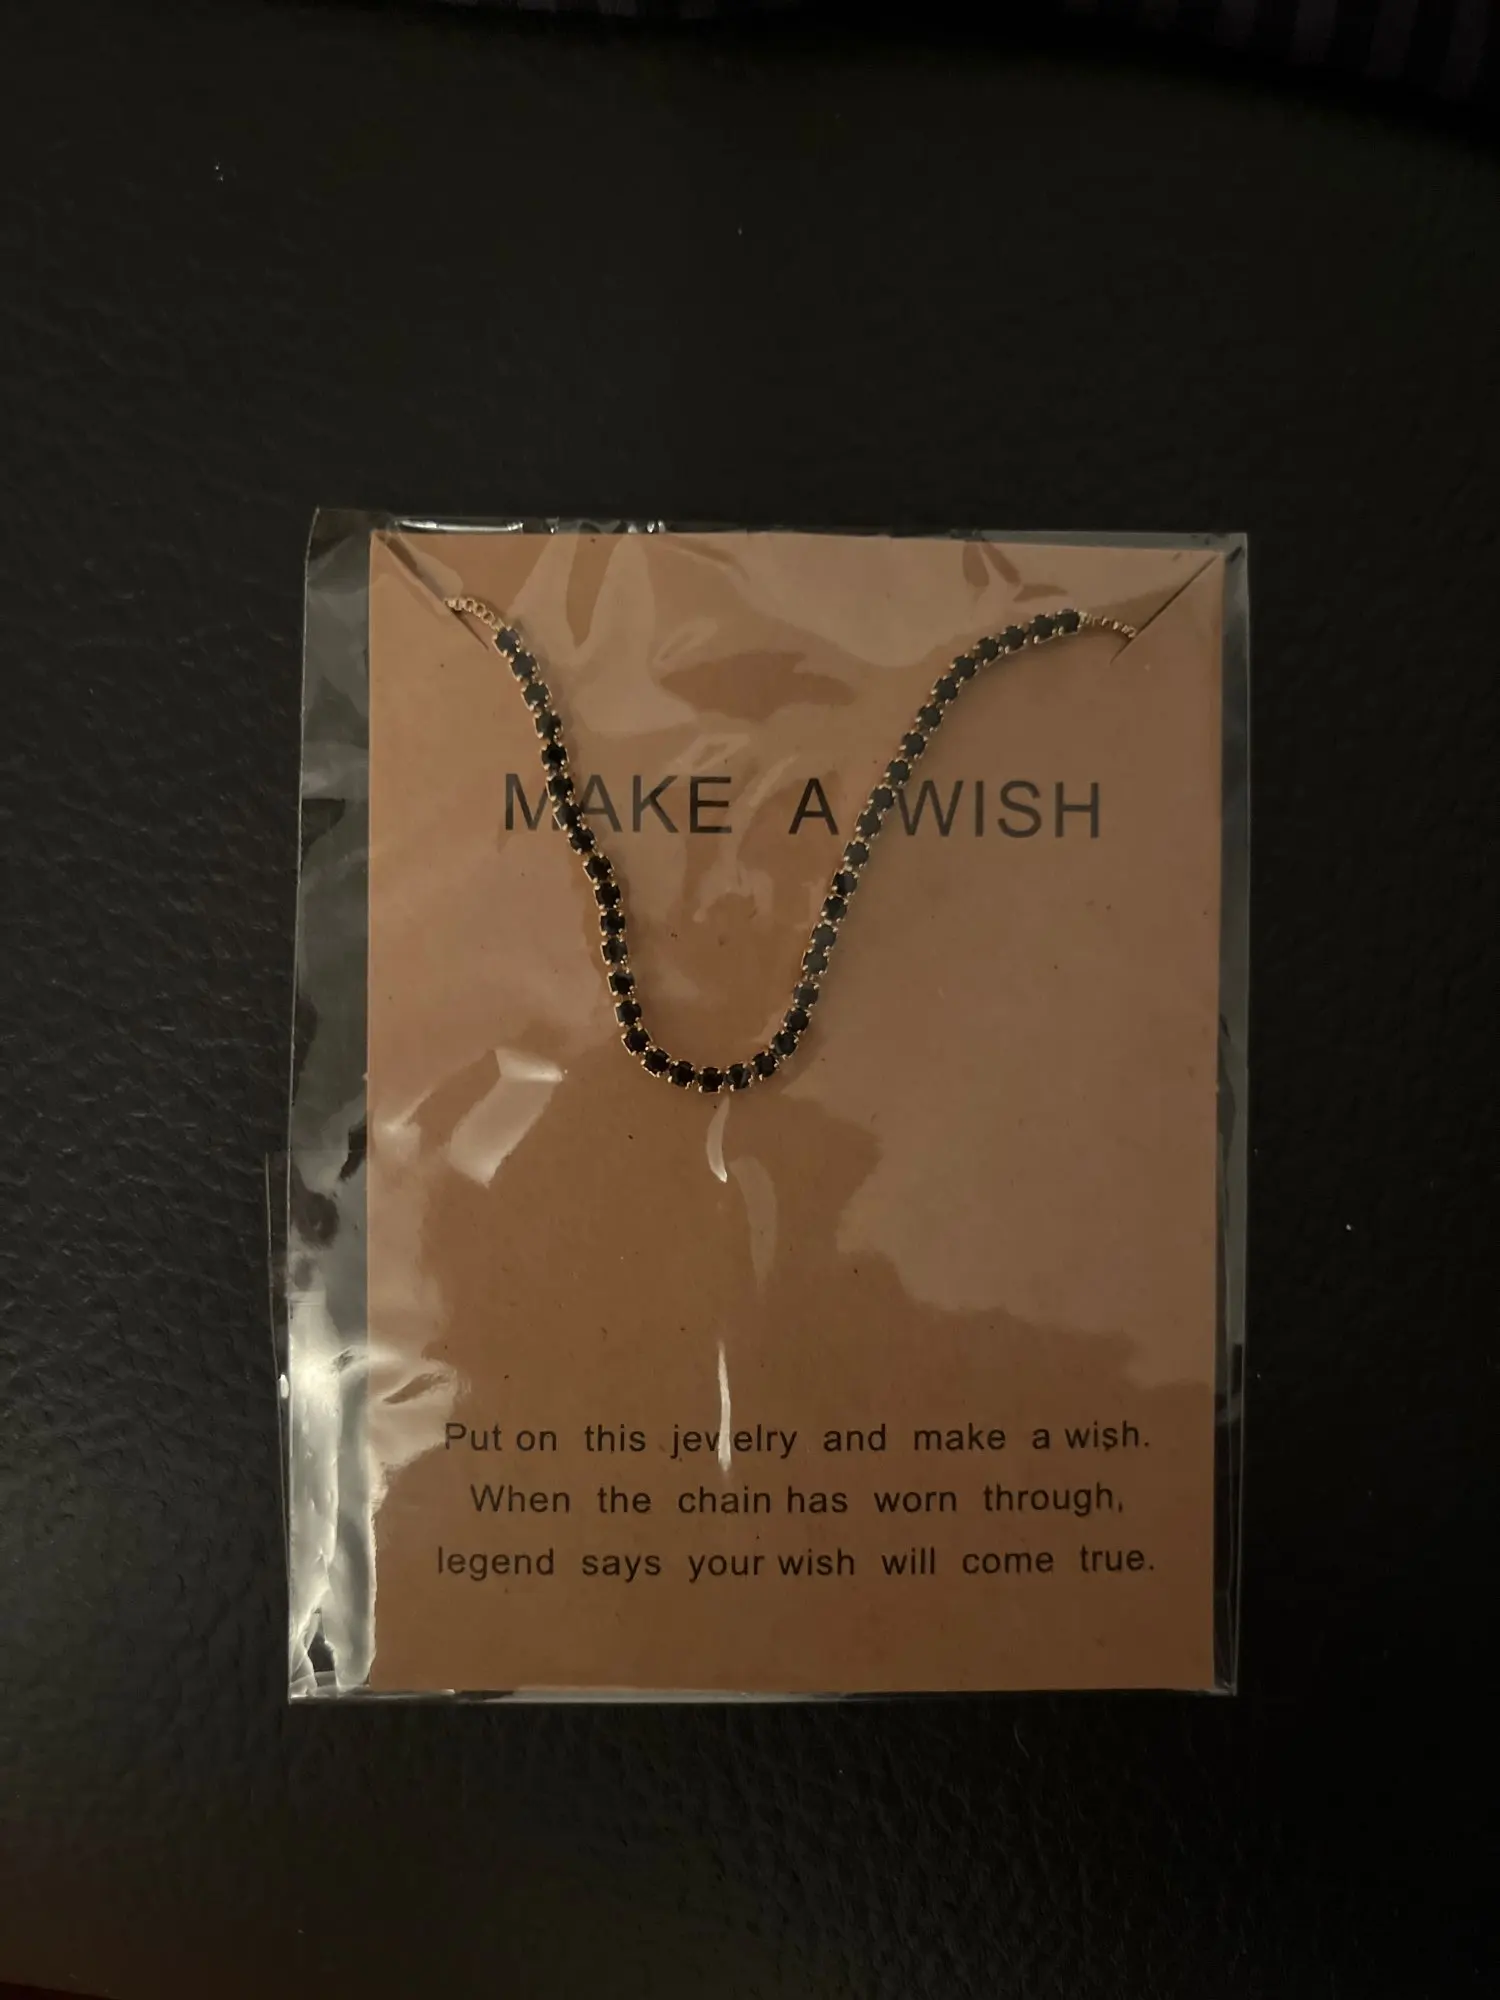 MAKE A WISH
Put on this jewelry and make a wish.
When the chain has worn through,
legend says your wish will come true.